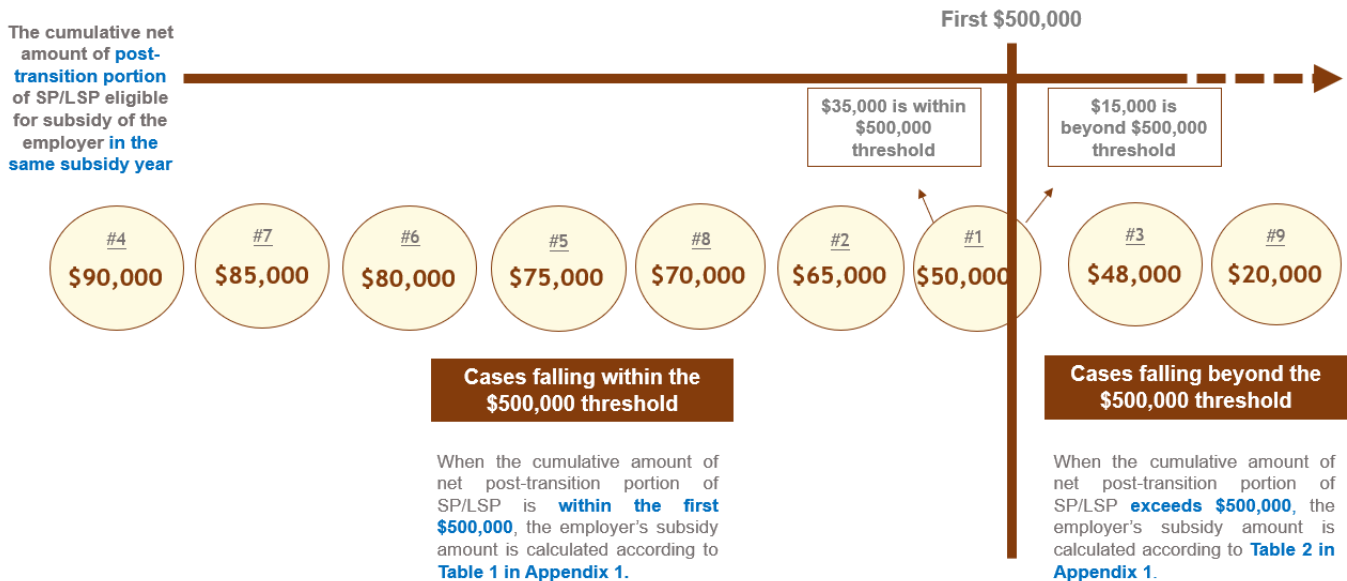 The cumulative net
amount of post-
transition portion
of SP/LSP eligible
for subsidy of the
employer in the
same subsidy year
First $500,000
$35,000 is within
$500,000
threshold
$15,000 is
beyond $500,000
threshold
#4
$90,000
#7
$85,000
#6
$80,000
#5
$75,000
#8
$70,000
#2
$65,000
#1
$50,000
#3
$48,000
#9
$20,000
Cases falling within the
$500,000 threshold
When the cumulative amount of
net post-transition portion of
SP/LSP is within the first
$500,000, the employer's subsidy
amount is calculated according to
Table 1 in Appendix 1.
Cases falling beyond the
$500,000 threshold
When the cumulative amount of
net post-transition portion of
SP/LSP exceeds $500,000, the
employer's subsidy amount is
calculated according to Table 2 in
Appendix 1.